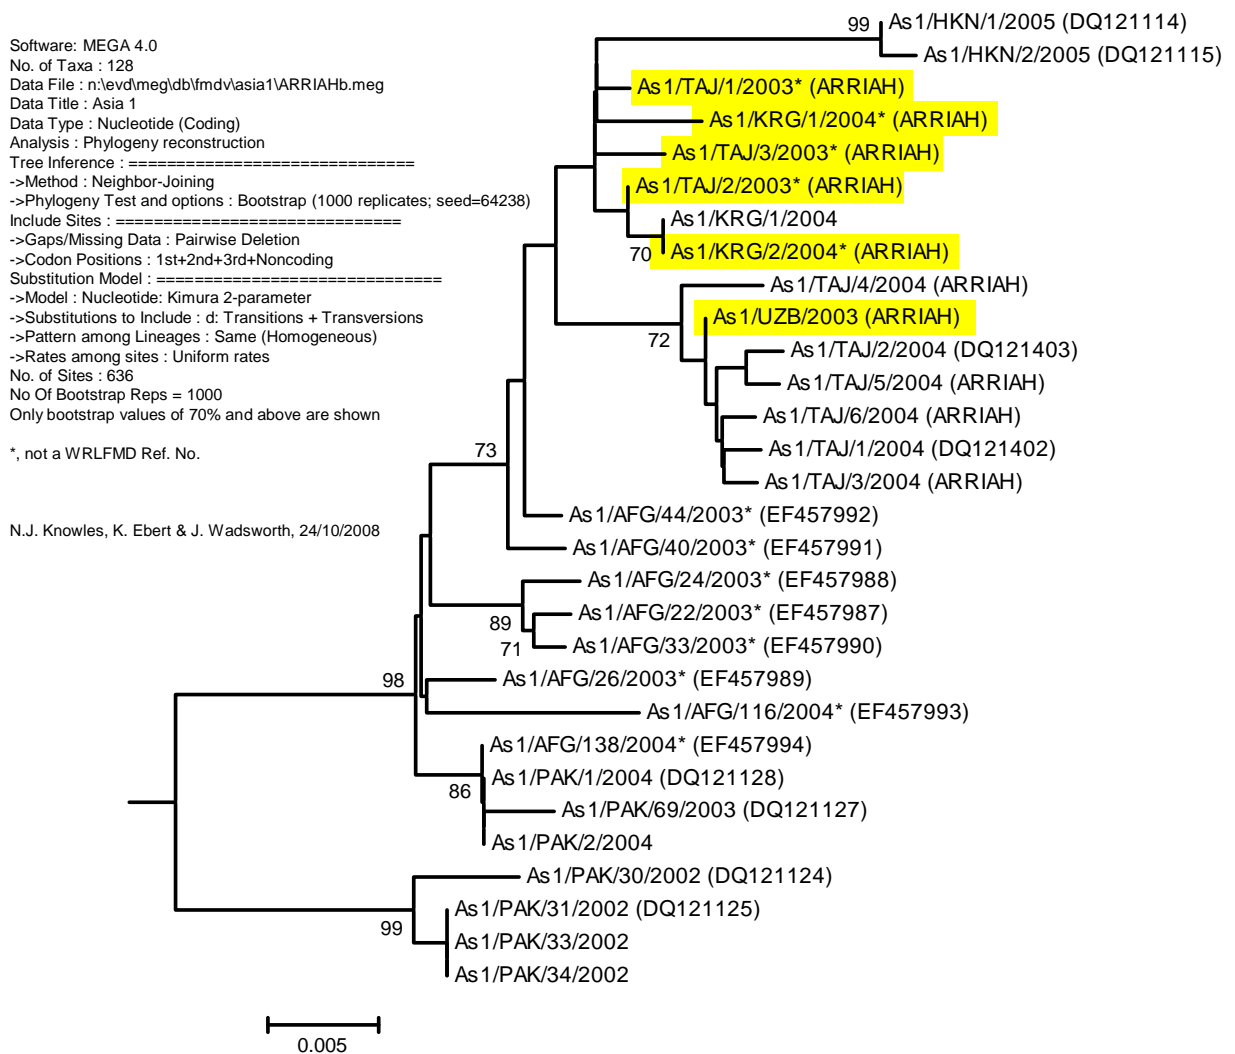 Software: MEGA 4.0
No. of Taxa : 128
Data File : n:\evd\meg\db\fmdv\asia1\ARRIAHb.meg
Data Title : Asia 1
Data Type : Nucleotide (Coding)
Analysis : Phylogeny reconstruction
Tree Inference : ==============================
->Method : Neighbor-Joining
->Phylogeny Test and options : Bootstrap (1000 replicates; seed=64238)
Include Sites : ==============================
->Gaps/Missing Data : Pairwise Deletion
->Codon Positions : 1st+2nd+3rd+Noncoding
Substitution Model : ==============================
->Model : Nucleotide: Kimura 2-parameter
->Substitutions to Include : d: Transitions + Transversions
->Pattern among Lineages : Same (Homogeneous)
->Rates among sites : Uniform rates
No. of Sites : 636
No Of Bootstrap Reps = 1000
Only bootstrap values of 70% and above are shown
*, not a WRLFMD Ref. No.
N.J. Knowles, K. Ebert & J. Wadsworth, 24/10/2008
99
As1/HKN/1/2005 (DQ121114)
As1/HKN/2/2005 (DQ121115)
As1/TAJ/1/2003* (ARRIAH)
As1/KRG/1/2004* (ARRIAH)
As1/TAJ/3/2003* (ARRIAH)
As1/TAJ/2/2003* (ARRIAH)
As1/KRG/1/2004
70
As1/KRG/2/2004* (ARRIAH)
As1/TAJ/4/2004 (ARRIAH)
As1/UZB/2003 (ARRIAH)
72
As1/TAJ/2/2004 (DQ121403)
As1/TAJ/5/2004 (ARRIAH)
As1/TAJ/6/2004 (ARRIAH)
As1/TAJ/1/2004 (DQ121402)
As1/TAJ/3/2004 (ARRIAH)
73
As1/AFG/44/2003* (EF457992)
As1/AFG/40/2003* (EF457991)
As1/AFG/24/2003* (EF457988)
As1/AFG/22/2003* (EF457987)
89
71
As1/AFG/33/2003* (EF457990)
98
As1/AFG/26/2003* (EF457989)
As1/AFG/116/2004* (EF457993)
As1/AFG/138/2004* (EF457994)
As1/PAK/1/2004 (DQ121128)
86
As1/PAK/69/2003 (DQ121127)
As1/PAK/2/2004
As1/PAK/30/2002 (DQ121124)
As1/PAK/31/2002 (DQ121125)
99
As1/PAK/33/2002
As1/PAK/34/2002
0.005